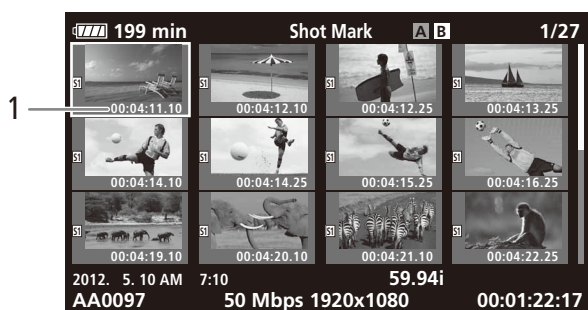 199 min Shot Mark A B 1/27
S1 S1 S1 S1
1 00:04:11.10 00:04:12.10 00:04:12.25 00:04:13.25
S1 S1 S1 S1
00:04:14.10 00:04:14.25 00:04:15.25 00:04:16.25
S1 S1 S1 S1
00:04:19.10 00:04:20.10 00:04:21.10 00:04:22.25
2012. 5. 10 AM 7:10 59.94i
AA0097 50 Mbps 1920x1080 00:01:22:17